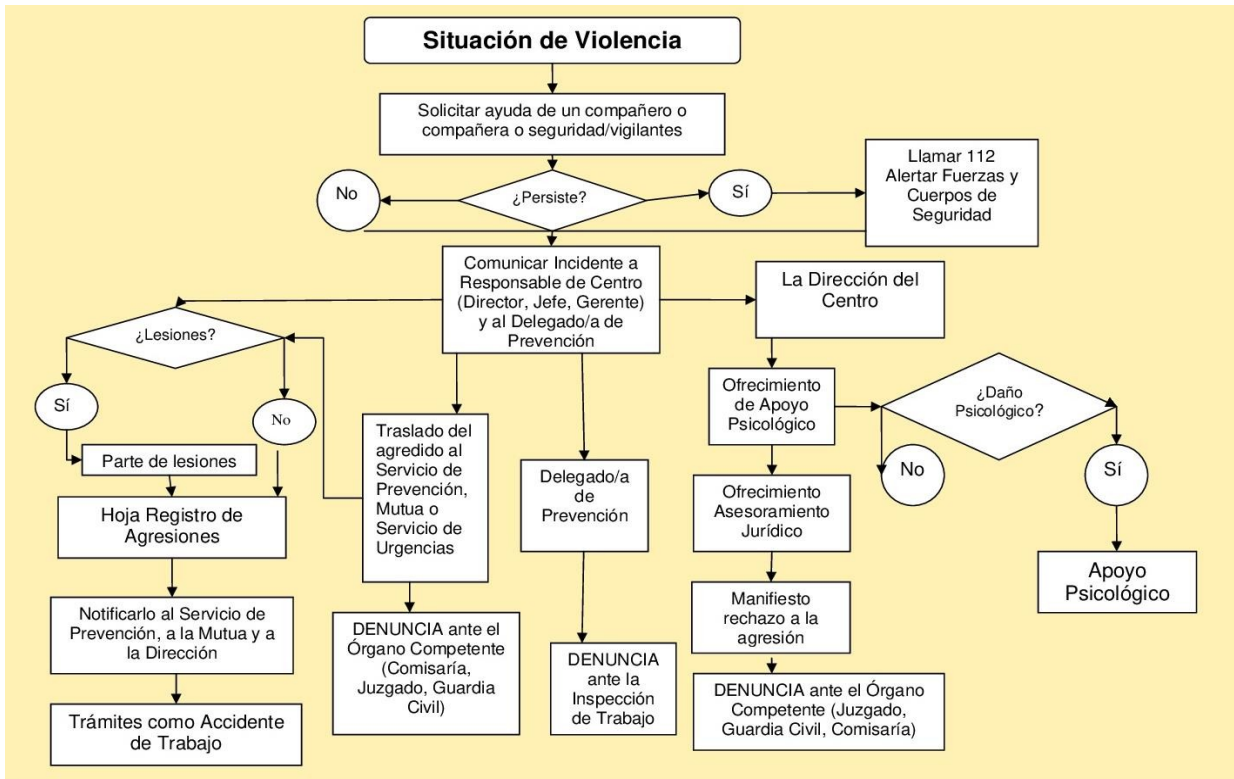 Situación de Violencia
Solicitar ayuda de un compañero o
compañera o seguridad/vigilantes
No
¿Persiste?
Sí
Llamar 112
Alertar Fuerzas y
Cuerpos de
Seguridad
Comunicar Incidente a
Responsable de Centro
(Director, Jefe, Gerente)
y al Delegado/a de
Prevención
La Dirección del
Centro
¿Lesiones?
Sí
No
Parte de lesiones
Hoja Registro de
Agresiones
Notificarlo al Servicio de
Prevención, a la Mutua y a
la Dirección
Trámites como Accidente
de Trabajo
Traslado del
agredido al
Servicio de
Prevención,
Mutua o
Servicio de
Urgencias
DENUNCIA ante el
Órgano Competente
(Comisaría,
Juzgado, Guardia
Civil)
Delegado/a
de
Prevención
DENUNCIA
ante la
Inspección
de Trabajo
Ofrecimiento
de Apoyo
Psicológico
Ofrecimiento
Asesoramiento
Jurídico
Manifiesto
rechazo a la
agresión
DENUNCIA ante el Órgano
Competente (Juzgado,
Guardia Civil, Comisaría)
¿Daño
Psicológico?
No
Sí
Apoyo
Psicológico